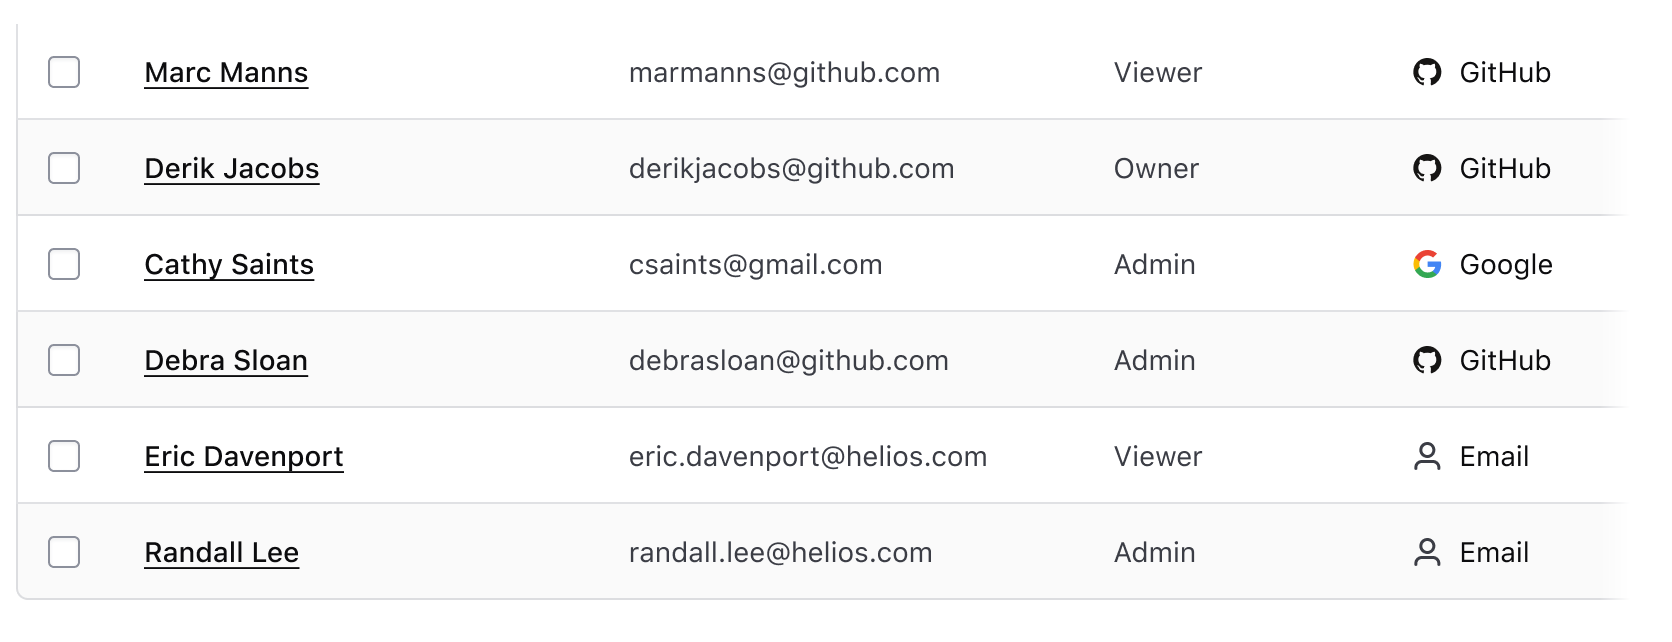 Marc Manns marmanns@github.com Viewer GitHub
Derik Jacobs derikjacobs@github.com Owner GitHub
Cathy Saints csaints@gmail.com Admin Google
Debra Sloan debrasloan@github.com Admin GitHub
Eric Davenport eric.davenport@helios.com Viewer Email
Randall Lee randall.lee@helios.com Admin Email